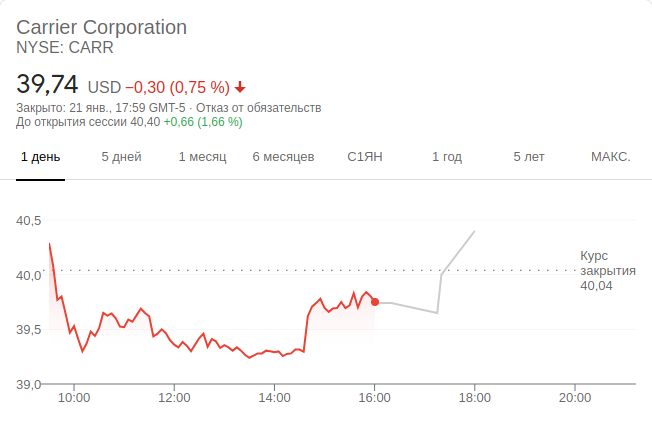 Carrier Corporation
NYSE: CARR
39,74 USD −0,30 (0,75 %)
Закрыто: 21 янв., 17:59 GMT-5 · Отказ от обязательств
До открытия сессии 40,40 +0,66 (1,66 %)
1 день 5 дней 1 месяц 6 месяцев С1ЯН 1 год 5 лет МАКС.
40,5
40,0
39,5
39,0
Курс
закрытия
40,04
10:00 12:00 14:00 16:00 18:00 20:00